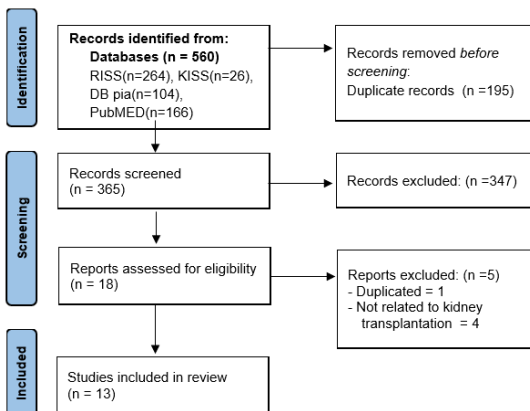 Identification
Records identified from:
Databases (n = 560)
RISS(n=264), KISS(n=26),
DB pia(n=104),
PubMED(n=166)
Records removed before
screening:
Duplicate records (n =195)
Screening
Records screened
(n = 365)
Records excluded: (n =347)
Reports assessed for eligibility
(n = 18)
Reports excluded: (n =5)
- Duplicated = 1
- Not related to kidney
transplantation = 4
Included
Studies included in review
(n = 13)